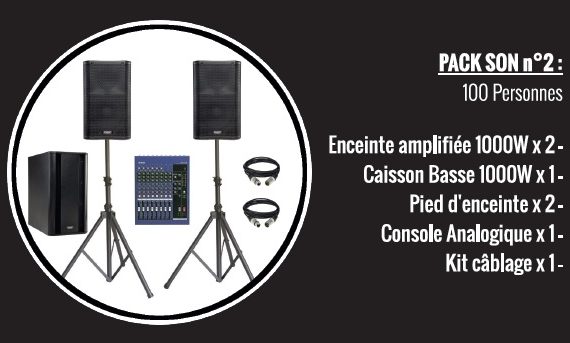 PACK SON n°2 :
100 Personnes
Enceinte amplifiée 1000W x 2 -
Caisson Basse 1000W x 1 -
Pied d'enceinte x 2 -
Console Analogique x 1 -
Kit câblage x 1 -